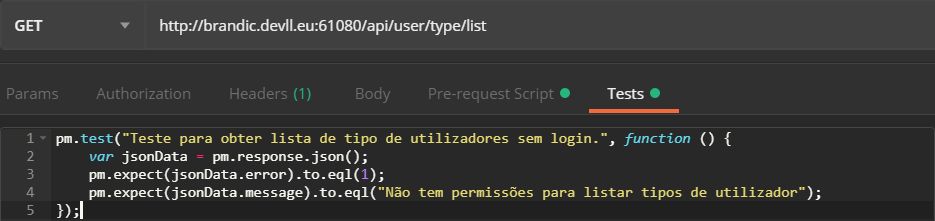 GET http://brandic.devll.eu:61080/api/user/type/list
Params Authorization Headers (1) Body Pre-request Script Tests
1 pm.test("Teste para obter lista de tipo de utilizadores sem login.", function () {
2 var jsonData = pm.response.json();
3 pm.expect(jsonData.error).to.eql(1);
4 pm.expect(jsonData.message).to.eql("Não tem permissões para listar tipos de utilizador");
5 });